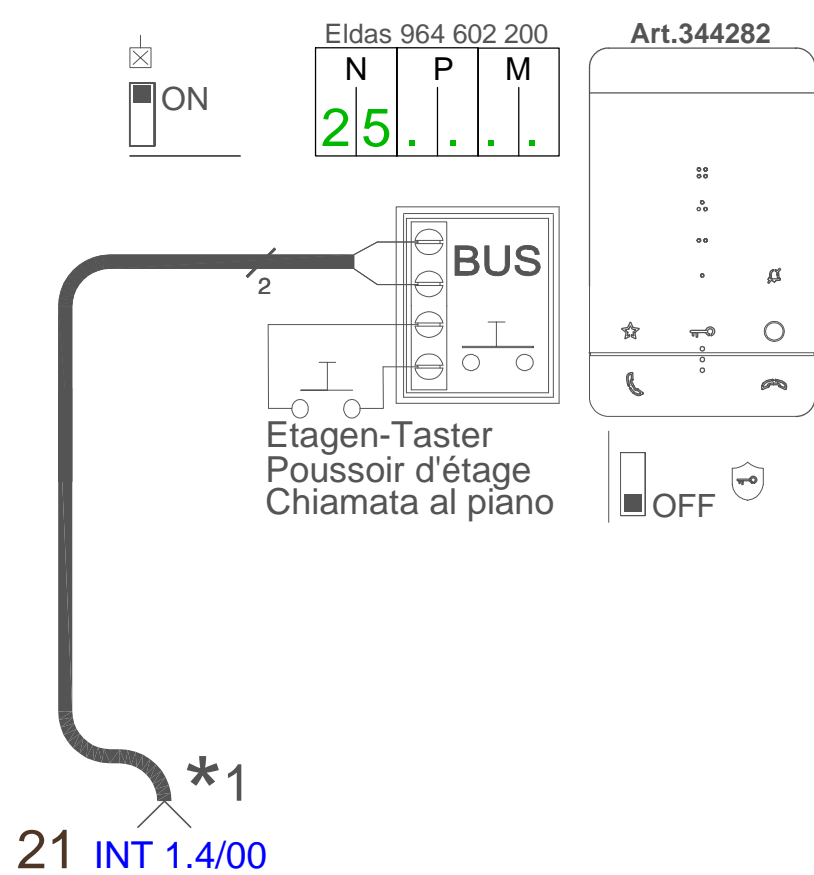 Eldas 964 602 200
Art.344282
ON
N P M
25. . . .
BUS
2
Etagen-Taster
Poussoir d'étage
Chiamata al piano
OFF
*1
21 INT 1.4/00